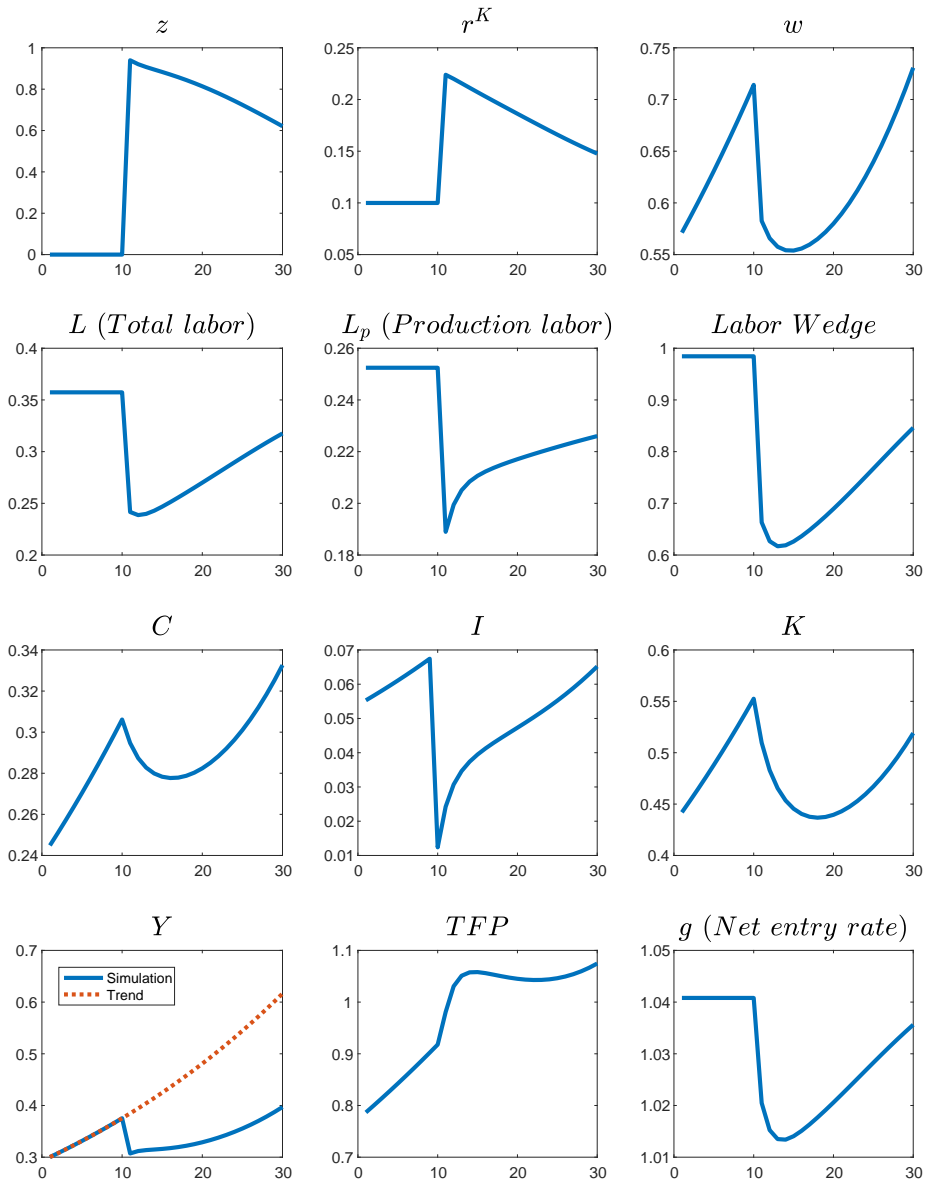 z
r^K
w
1
0.8
0.6
0.4
0.2
0
0 10 20 30
0.25
0.2
0.15
0.1
0.05
0 10 20 30
0.75
0.7
0.65
0.6
0.55
0 10 20 30
L (Total labor)
L_p (Production labor)
Labor Wedge
0.4
0.35
0.3
0.25
0.2
0 10 20 30
0.26
0.24
0.22
0.2
0.18
0 10 20 30
1
0.9
0.8
0.7
0.6
0 10 20 30
C
I
K
0.34
0.32
0.3
0.28
0.26
0.24
0 10 20 30
0.07
0.06
0.05
0.04
0.03
0.02
0.01
0 10 20 30
0.6
0.55
0.5
0.45
0.4
0 10 20 30
Y
TFP
g (Net entry rate)
0.7
0.6
0.5
0.4
0.3
Simulation
Trend
0 10 20 30
1.1
1
0.9
0.8
0.7
0 10 20 30
1.05
1.04
1.03
1.02
1.01
0 10 20 30